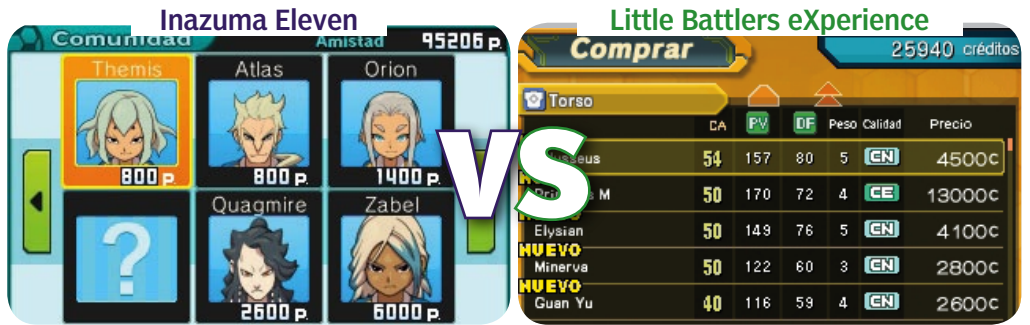 Inazuma Eleven
Comunidad
Amistad 95206 p.
Themis Atlas Orion
800 p. 800 p. 1400 p.
Quagmire Zabel
?
2600 p. 6000 p.
VS
Little Battlers eXperience
Comprar
25940 créditos
Torso
CA PV DF Peso Calidad Precio
54 157 80 5 CN 4500C
M 50 170 72 4 CE 13000C
Elysian 50 149 76 5 CN 4100C
NUEVO
Minerva 50 122 60 3 CN 2800C
NUEVO
Guan Yu 40 116 59 4 CN 2600C